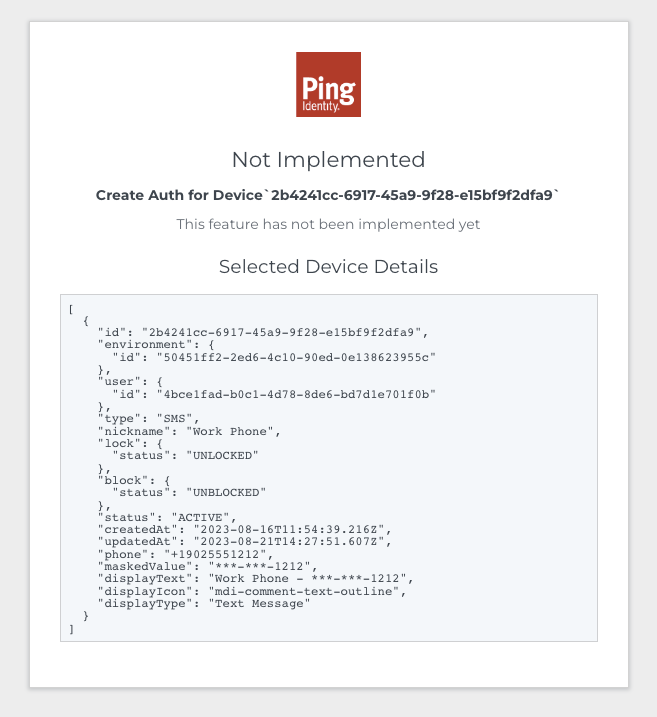 Ping
Identity.
Not Implemented
Create Auth for Device`2b4241cc-6917-45a9-9f28-e15bf9f2dfa9`
This feature has not been implemented yet
Selected Device Details
[
  {
    "id": "2b4241cc-6917-45a9-9f28-e15bf9f2dfa9",
    "environment": {
      "id": "50451ff2-2ed6-4c10-90ed-0e138623955c"
    },
    "user": {
      "id": "4bce1fad-b0c1-4d78-8de6-bd7d1e701f0b"
    },
    "type": "SMS",
    "nickname": "Work Phone",
    "lock": {
      "status": "UNLOCKED"
    },
    "block": {
      "status": "UNBLOCKED"
    },
    "status": "ACTIVE",
    "createdAt": "2023-08-16T11:54:39.216Z",
    "updatedAt": "2023-08-21T14:27:51.607Z",
    "phone": "+19025551212",
    "maskedValue": "***-***-1212",
    "displayText": "Work Phone - ***-***-1212",
    "displayIcon": "mdi-comment-text-outline",
    "displayType": "Text Message"
  }
]